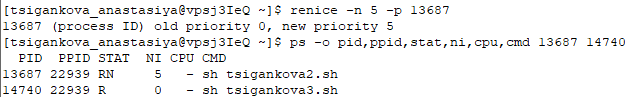 [tsigankova_anastasiya@vpsj3IeQ ~]$ renice -n 5 -p 13687
13687 (process ID) old priority 0, new priority 5
[tsigankova_anastasiya@vpsj3IeQ ~]$ ps -o pid,ppid,stat,ni,cpu,cmd 13687 14740
  PID  PPID STAT  NI CPU CMD
13687 22939 RN     5   - sh tsigankova2.sh
14740 22939 R      0   - sh tsigankova3.sh